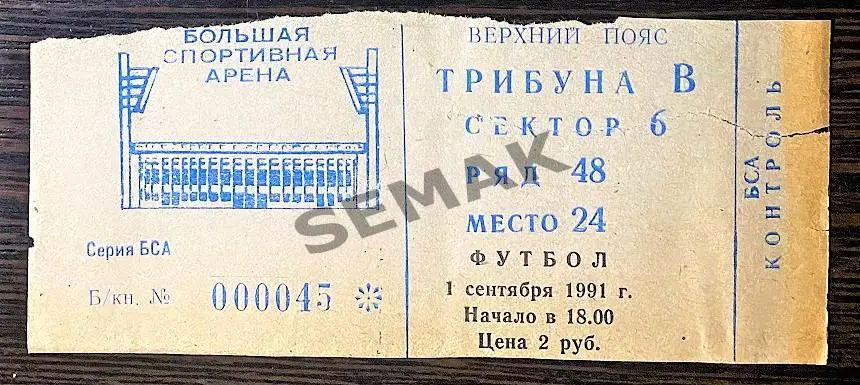 БОЛЬШАЯ
СПОРТИВНАЯ
АРЕНА
Серия БСА
Б/кн. № 000045 *
ВЕРХНИЙ ПОЯС
ТРИБУНА В
СЕКТОР 6
РЯД 48
МЕСТО 24
ФУТБОЛ
1 сентября 1991 г.
Начало в 18.00
Цена 2 руб.
БСА
КОНТРОЛЬ
SEMAK